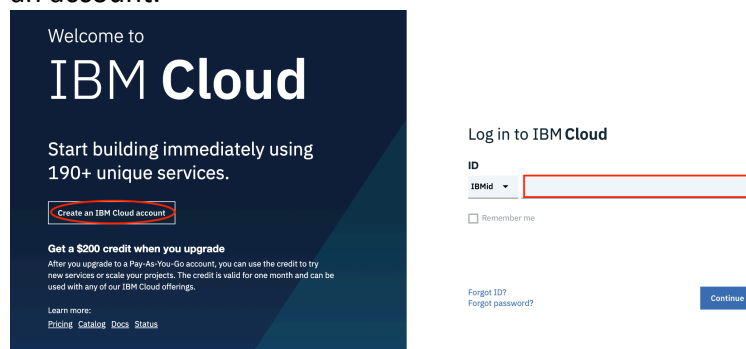 an account.
Welcome to
IBM Cloud
Start building immediately using
190+ unique services.
Create an IBM Cloud account
Get a $200 credit when you upgrade
After you upgrade to a Pay-As-You-Go account, you can use the credit to try
new services or scale your projects. The credit is valid for one month and can be
used with any of our IBM Cloud offerings.
Learn more:
Pricing Catalog Docs Status
Log in to IBM Cloud
ID
IBMid
Remember me
Forgot ID?
Forgot password?
Continue